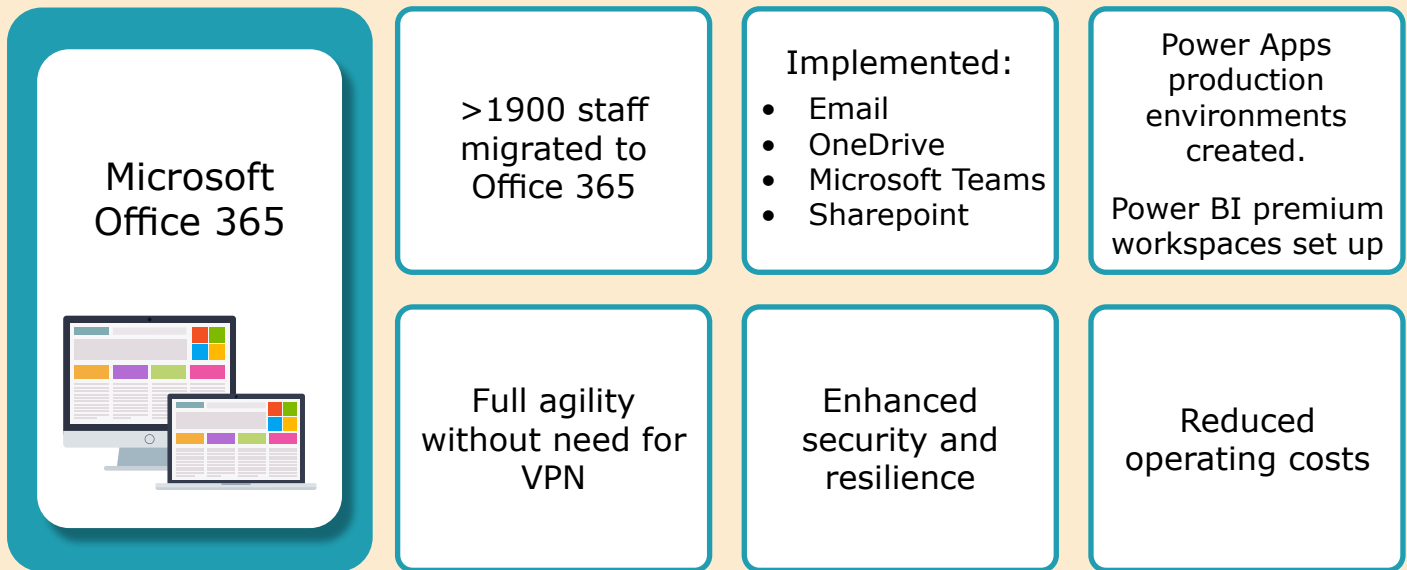 Microsoft
Office 365
>1900 staff
migrated to
Office 365
Implemented:
• Email
• OneDrive
• Microsoft Teams
• Sharepoint
Power Apps
production
environments
created.
Power BI premium
workspaces set up
Full agility
without need for
VPN
Enhanced
security and
resilience
Reduced
operating costs